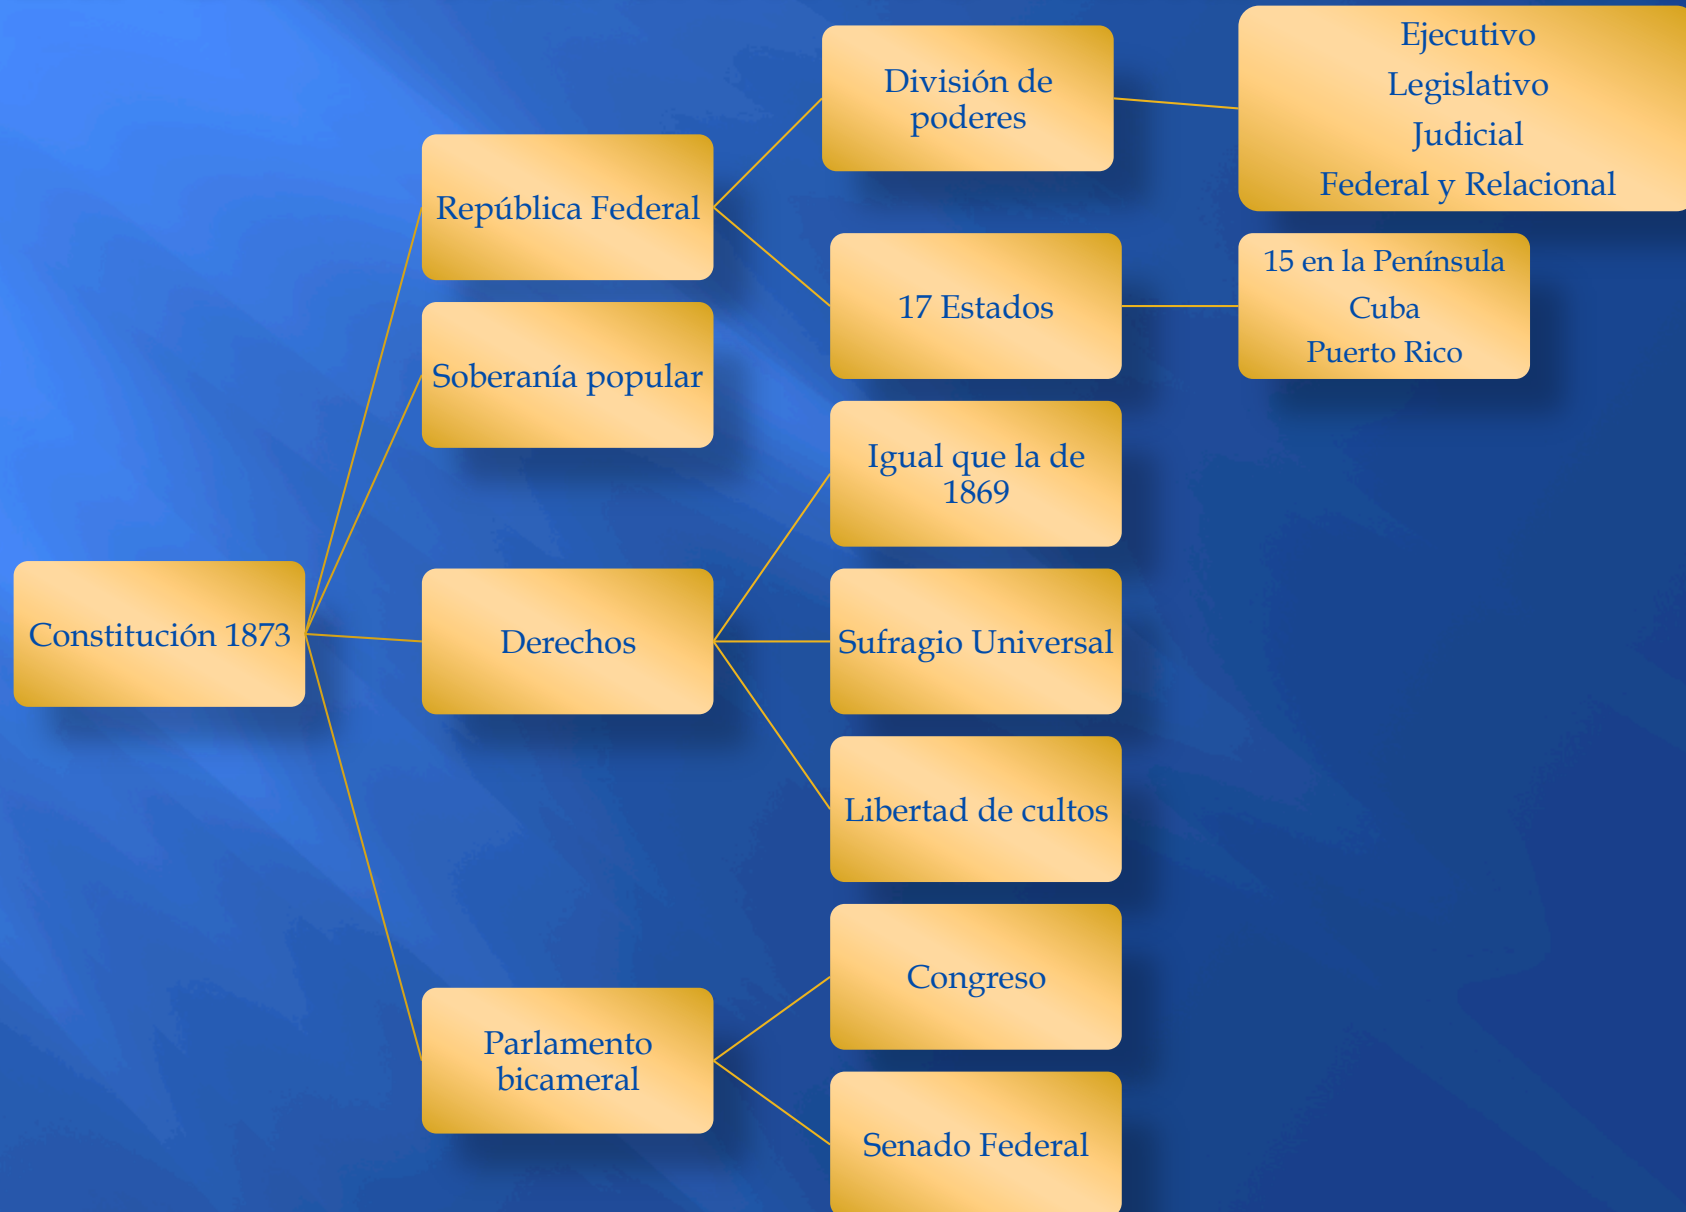 Constitución 1873
República Federal
División de
poderes
Ejecutivo
Legislativo
Judicial
Federal y Relacional
17 Estados
15 en la Península
Cuba
Puerto Rico
Soberanía popular
Derechos
Igual que la de
1869
Sufragio Universal
Libertad de cultos
Parlamento
bicameral
Congreso
Senado Federal